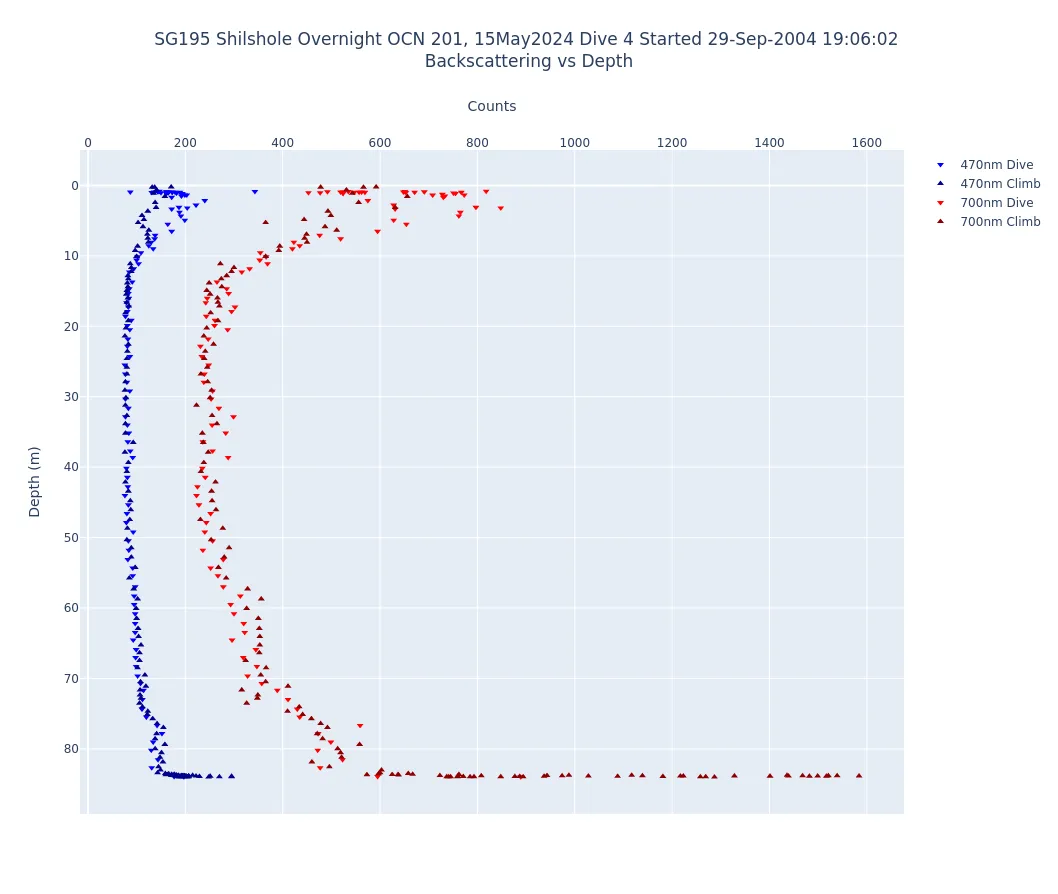 SG195 Shilshole Overnight OCN 201, 15May2024 Dive 4 Started 29-Sep-2004 19:06:02
Backscattering vs Depth
Counts
0 200 400 600 800 1000 1200 1400 1600
470nm Dive
470nm Climb
700nm Dive
700nm Climb
0
10
20
30
40
50
60
70
80
Depth (m)